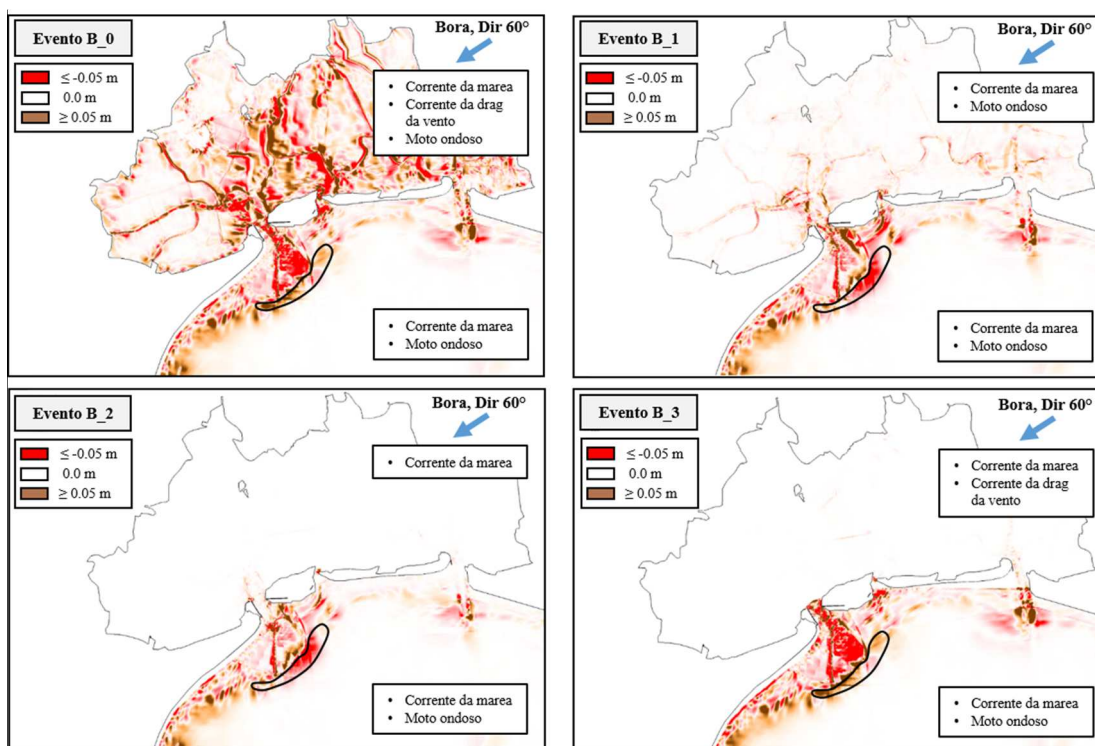 Evento B_0
Bora, Dir 60°
≤ -0.05 m
0.0 m
≥ 0.05 m
• Corrente da marea
• Corrente da drag
da vento
• Moto ondoso
• Corrente da marea
• Moto ondoso
Evento B_1
Bora, Dir 60°
≤ -0.05 m
0.0 m
≥ 0.05 m
• Corrente da marea
• Moto ondoso
• Corrente da marea
• Moto ondoso
Evento B_2
Bora, Dir 60°
≤ -0.05 m
0.0 m
≥ 0.05 m
• Corrente da marea
• Corrente da marea
• Moto ondoso
Evento B_3
Bora, Dir 60°
≤ -0.05 m
0.0 m
≥ 0.05 m
• Corrente da marea
• Corrente da drag
da vento
• Corrente da marea
• Moto ondoso